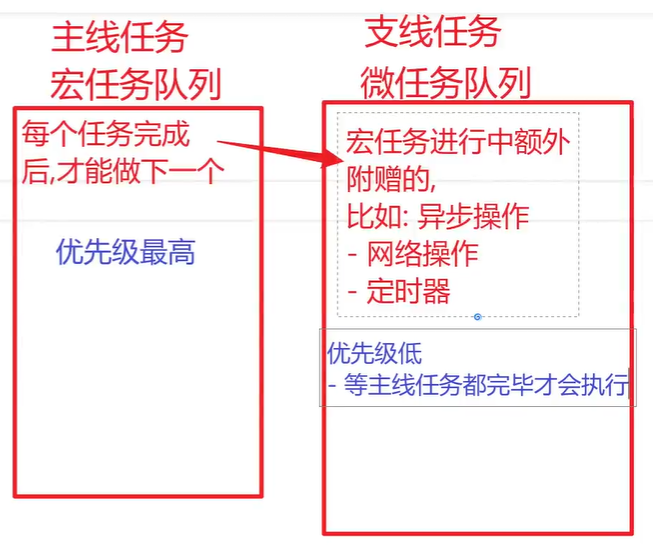 主线任务
宏任务队列
每个任务完成
后,才能做下一个
优先级最高
支线任务
微任务队列
宏任务进行中额外
附赠的,
比如: 异步操作
- 网络操作
- 定时器
优先级低
- 等主线任务都完毕才会执行